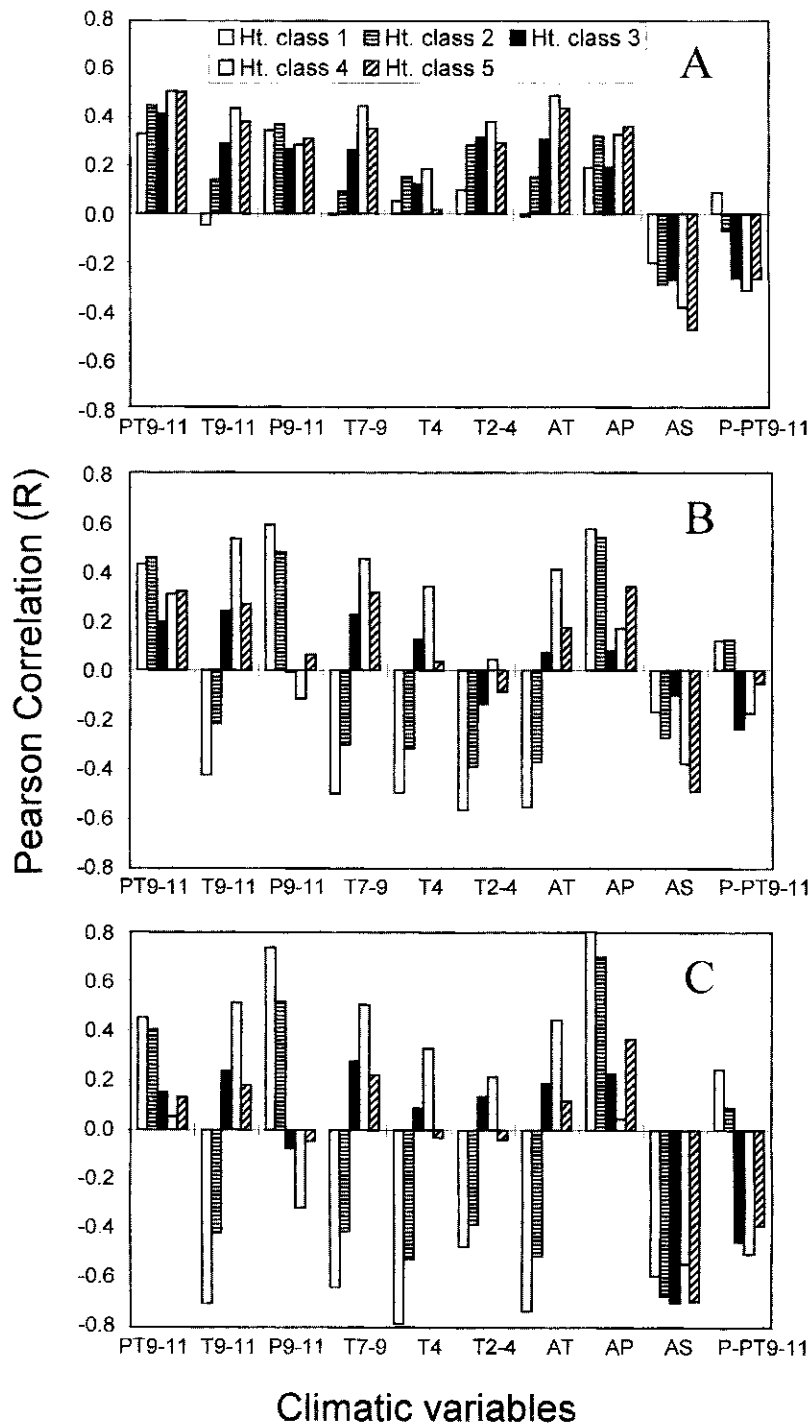 Ht. class 1 Ht. class 2 Ht. class 3
Ht. class 4 Ht. class 5
A
0.8
0.6
0.4
0.2
0.0
-0.2
-0.4
-0.6
-0.8
PT9-11 T9-11 P9-11 T7-9 T4 T2-4 AT AP AS P-PT9-11
B
0.8
0.6
0.4
0.2
0.0
-0.2
-0.4
-0.6
-0.8
PT9-11 T9-11 P9-11 T7-9 T4 T2-4 AT AP AS P-PT9-11
C
0.8
0.6
0.4
0.2
0.0
-0.2
-0.4
-0.6
-0.8
PT9-11 T9-11 P9-11 T7-9 T4 T2-4 AT AP AS P-PT9-11
Pearson Correlation (R)
Climatic variables